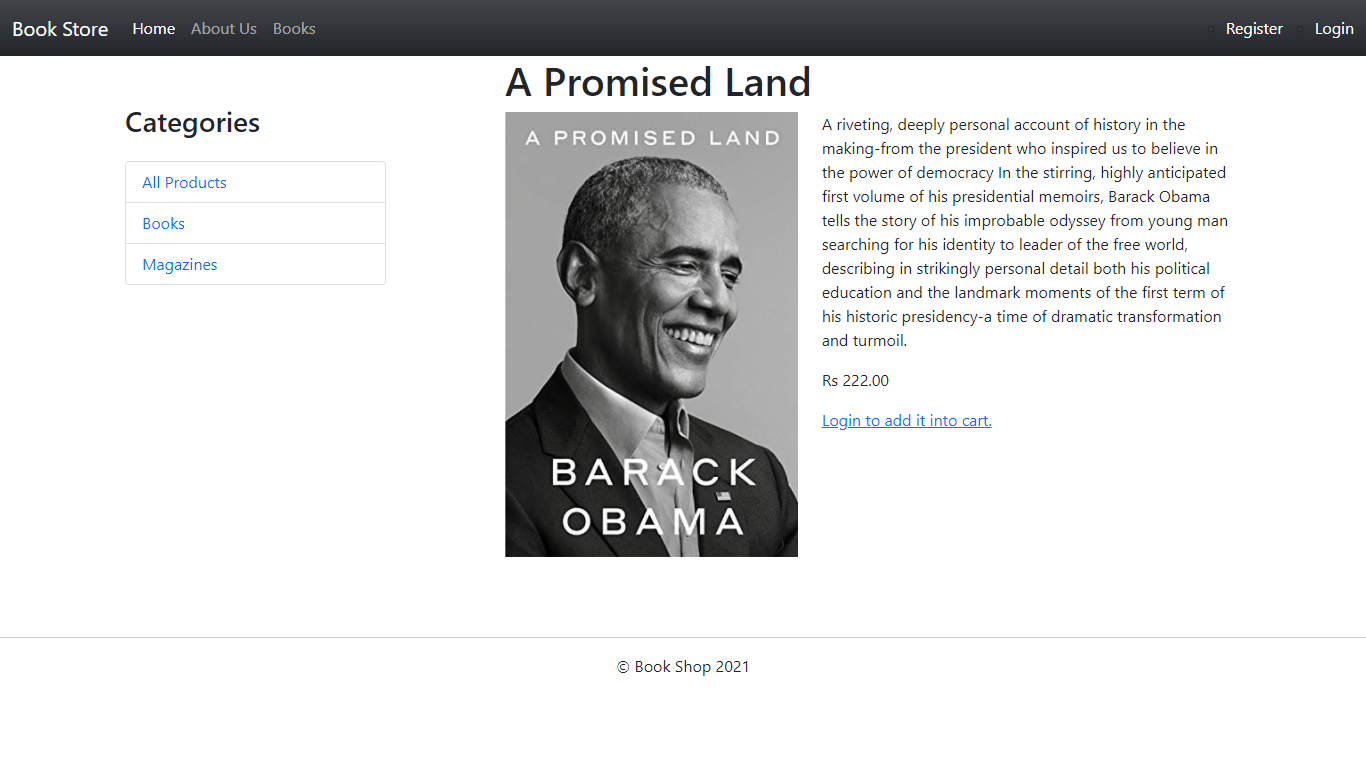 Book Store Home About Us Books Register Login
A Promised Land
Categories
All Products
Books
Magazines
A PROMISED LAND
BARACK
OBAMA
A riveting, deeply personal account of history in the
making-from the president who inspired us to believe in
the power of democracy In the stirring, highly anticipated
first volume of his presidential memoirs, Barack Obama
tells the story of his improbable odyssey from young man
searching for his identity to leader of the free world,
describing in strikingly personal detail both his political
education and the landmark moments of the first term of
his historic presidency-a time of dramatic transformation
and turmoil.
Rs 222.00
Login to add it into cart.
© Book Shop 2021